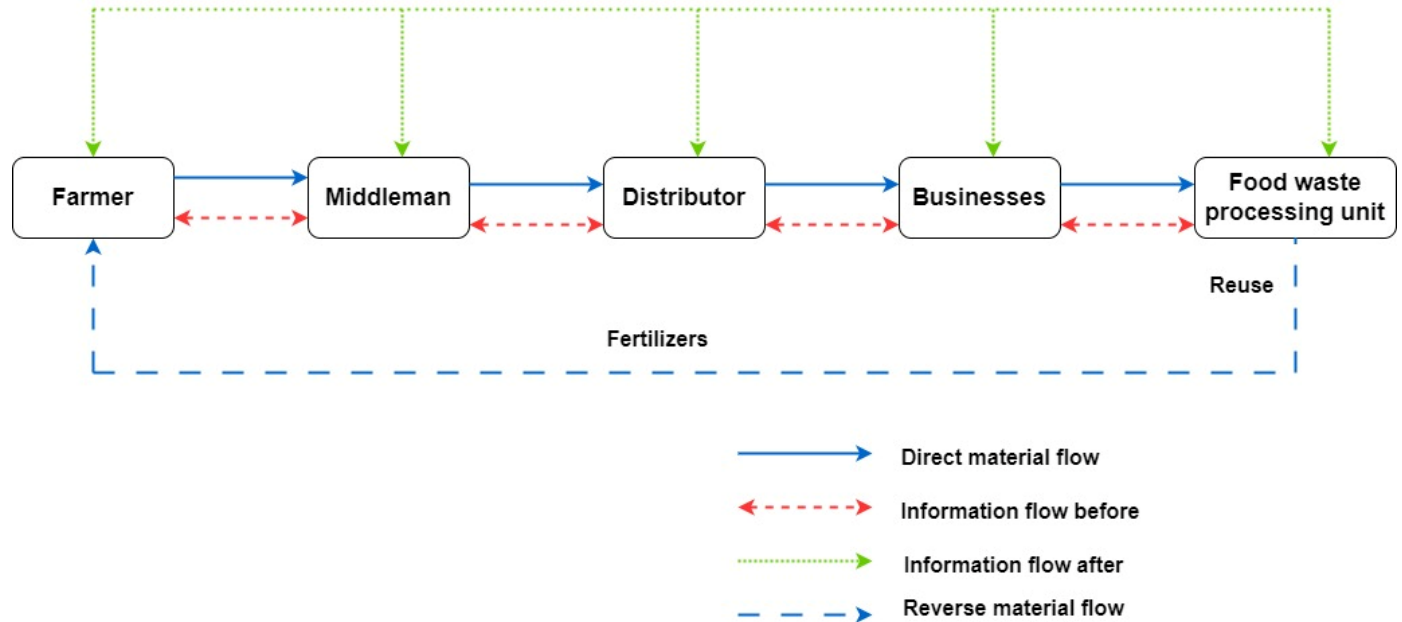 Farmer
Middleman
Distributor
Businesses
Food waste
processing unit
Reuse
Fertilizers
Direct material flow
Information flow before
Information flow after
Reverse material flow